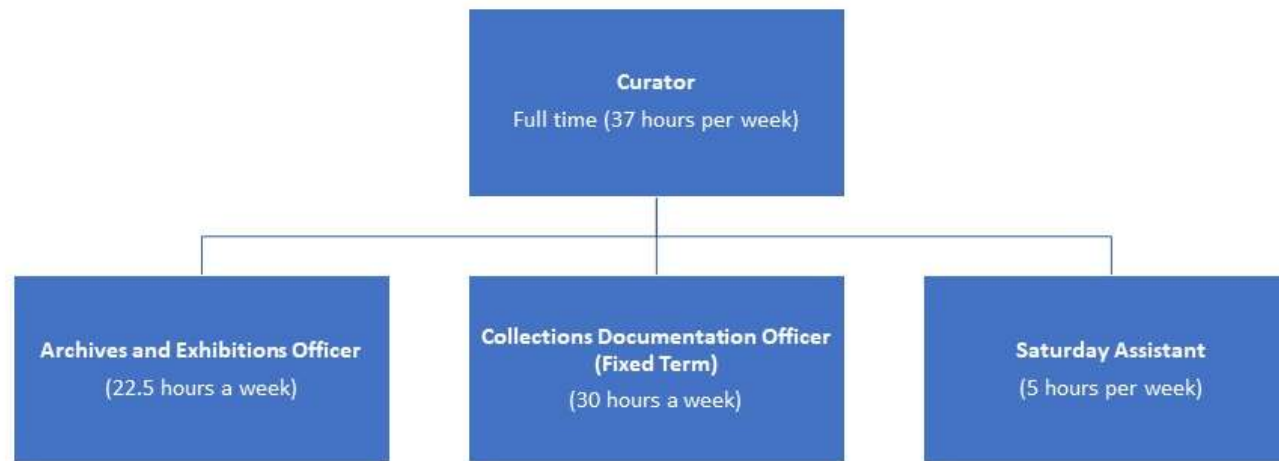 Curator
Full time (37 hours per week)
Archives and Exhibitions Officer
(22.5 hours a week)
Collections Documentation Officer
(Fixed Term)
(30 hours a week)
Saturday Assistant
(5 hours per week)